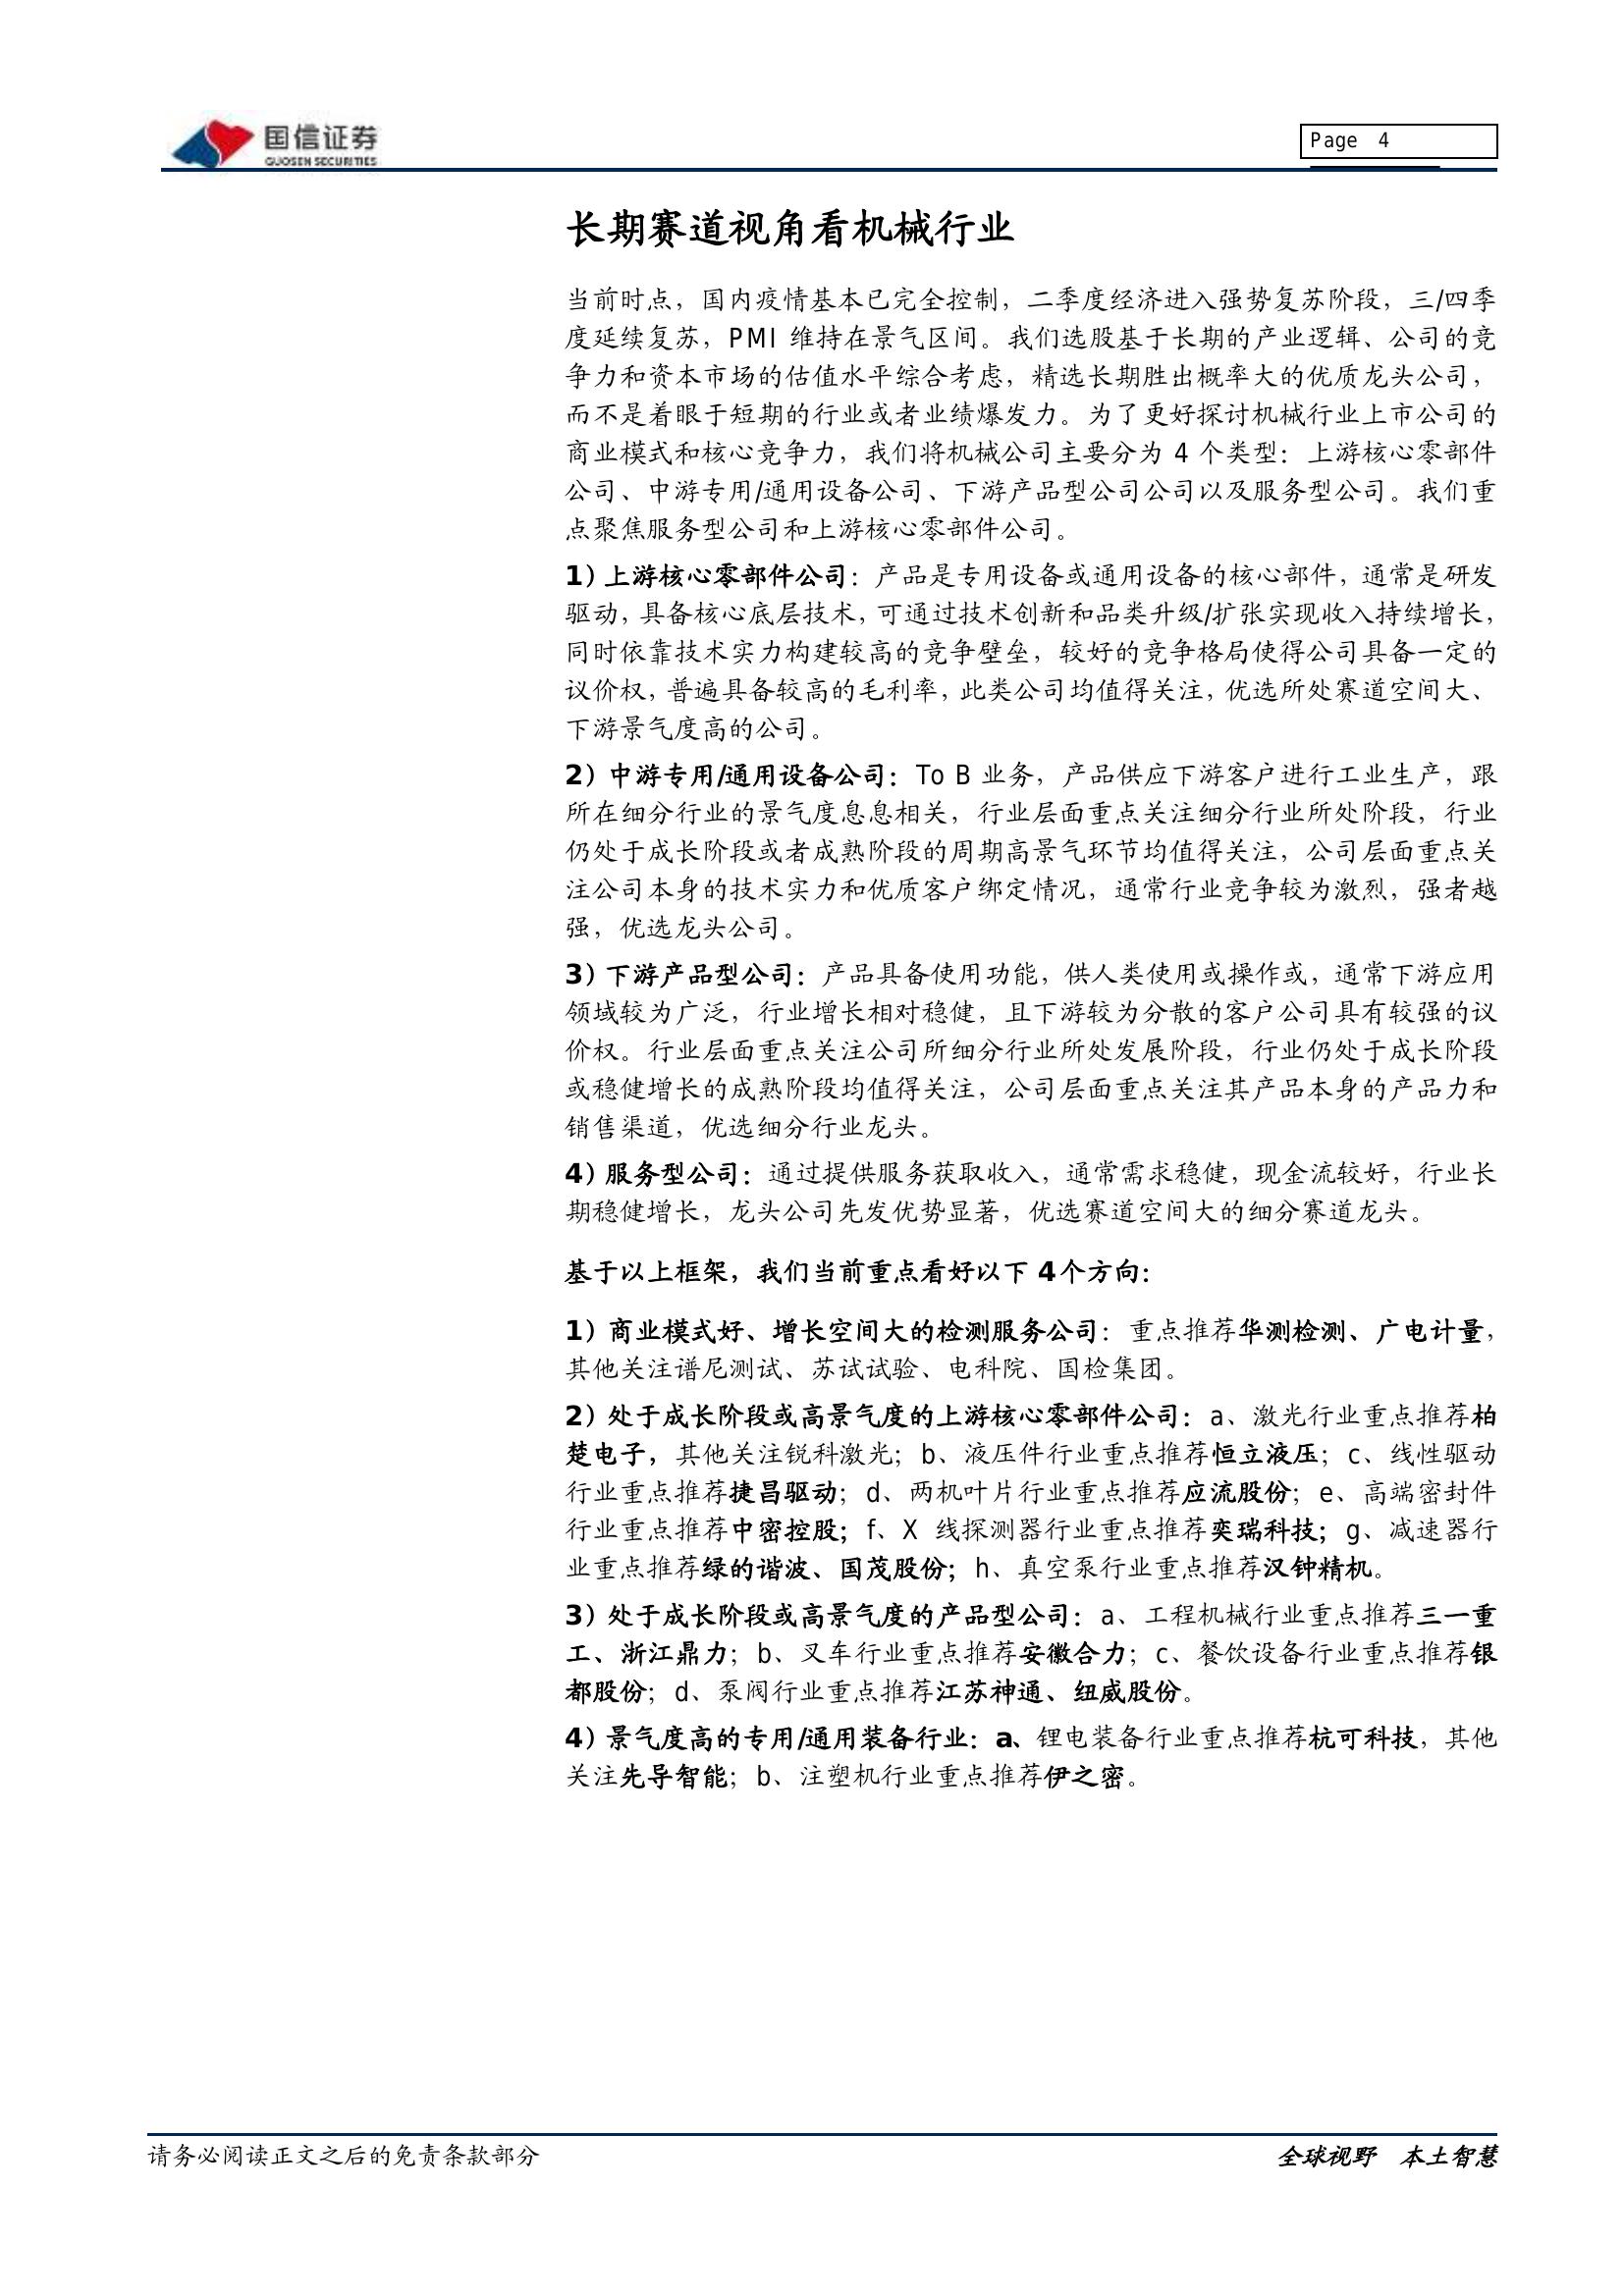 国信证券
GUOSEN SECURITIES
Page 4
长期赛道视角看机械行业
当前时点，国内疫情基本已完全控制，二季度经济进入强势复苏阶段，三/四季
度延续复苏，PMI 维持在景气区间。我们选股基于长期的产业逻辑、公司的竞
争力和资本市场的估值水平综合考虑，精选长期胜出概率大的优质龙头公司，
而不是着眼于短期的行业或者业绩爆发力。为了更好探讨机械行业上市公司的
商业模式和核心竞争力，我们将机械公司主要分为 4 个类型：上游核心零部件
公司、中游专用/通用设备公司、下游产品型公司公司以及服务型公司。我们重
点聚焦服务型公司和上游核心零部件公司。
1）上游核心零部件公司：产品是专用设备或通用设备的核心部件，通常是研发
驱动，具备核心底层技术，可通过技术创新和品类升级/扩张实现收入持续增长，
同时依靠技术实力构建较高的竞争壁垒，较好的竞争格局使得公司具备一定的
议价权，普遍具备较高的毛利率，此类公司均值得关注，优选所处赛道空间大、
下游景气度高的公司。
2）中游专用/通用设备公司：To B 业务，产品供应下游客户进行工业生产，跟
所在细分行业的景气度息息相关，行业层面重点关注细分行业所处阶段，行业
仍处于成长阶段或者成熟阶段的周期高景气环节均值得关注，公司层面重点关
注公司本身的技术实力和优质客户绑定情况，通常行业竞争较为激烈，强者越
强，优选龙头公司。
3）下游产品型公司：产品具备使用功能，供人类使用或操作或，通常下游应用
领域较为广泛，行业增长相对稳健，且下游较为分散的客户公司具有较强的议
价权。行业层面重点关注公司所细分行业所处发展阶段，行业仍处于成长阶段
或稳健增长的成熟阶段均值得关注，公司层面重点关注其产品本身的产品力和
销售渠道，优选细分行业龙头。
4）服务型公司：通过提供服务获取收入，通常需求稳健，现金流较好，行业长
期稳健增长，龙头公司先发优势显著，优选赛道空间大的细分赛道龙头。
基于以上框架，我们当前重点看好以下 4个方向：
1）商业模式好、增长空间大的检测服务公司：重点推荐华测检测、广电计量，
其他关注谱尼测试、苏试试验、电科院、国检集团。
2）处于成长阶段或高景气度的上游核心零部件公司：a、激光行业重点推荐柏
楚电子，其他关注锐科激光；b、液压件行业重点推荐恒立液压；c、线性驱动
行业重点推荐捷昌驱动；d、两机叶片行业重点推荐应流股份；e、高端密封件
行业重点推荐中密控股；f、X 线探测器行业重点推荐奕瑞科技；g、减速器行
业重点推荐绿的谐波、国茂股份；h、真空泵行业重点推荐汉钟精机。
3）处于成长阶段或高景气度的产品型公司：a、工程机械行业重点推荐三一重
工、浙江鼎力；b、叉车行业重点推荐安徽合力；c、餐饮设备行业重点推荐银
都股份；d、泵阀行业重点推荐江苏神通、纽威股份。
4）景气度高的专用/通用装备行业：a、锂电装备行业重点推荐杭可科技，其他
关注先导智能；b、注塑机行业重点推荐伊之密。
请务必阅读正文之后的免责条款部分
全球视野 本土智慧